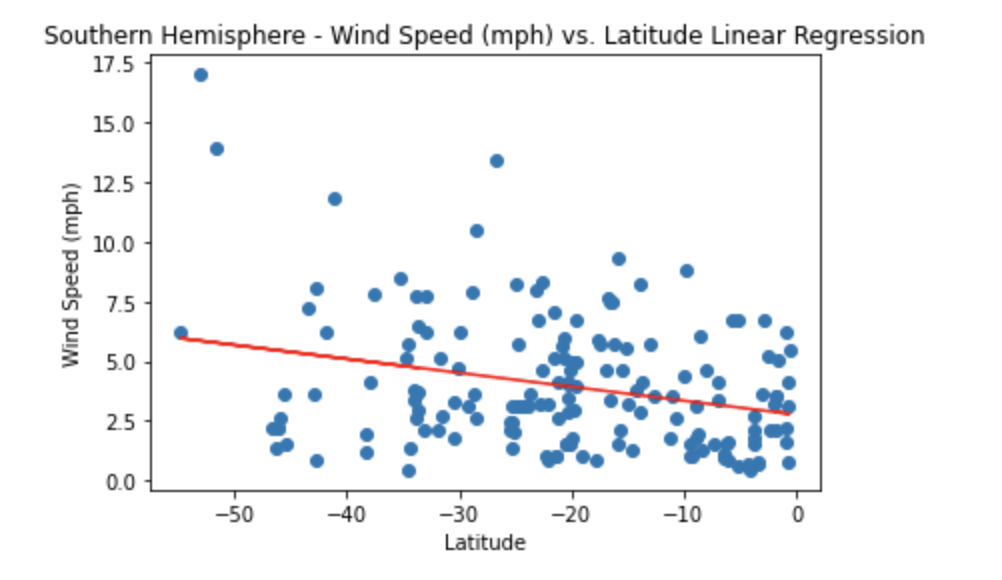 Southern Hemisphere - Wind Speed (mph) vs. Latitude Linear Regression
17.5
15.0
12.5
10.0
7.5
5.0
2.5
0.0
Wind Speed (mph)
−50 −40 −30 −20 −10 0
Latitude